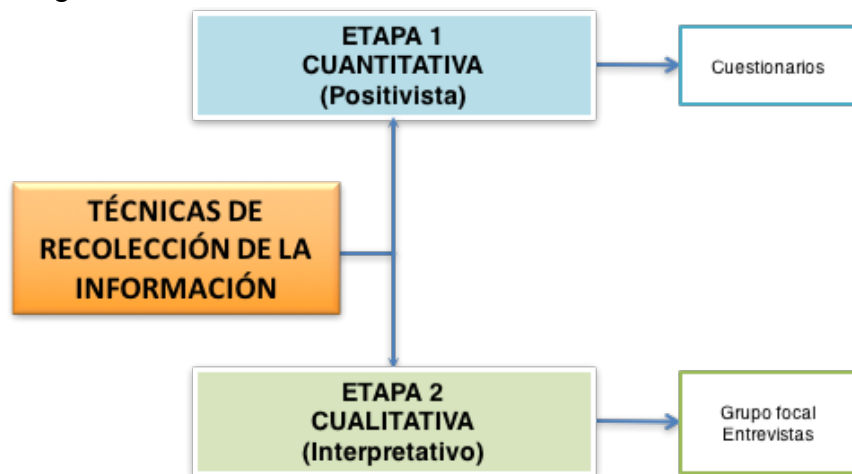 ETAPA 1
CUANTITATIVA
(Positivista)
Cuestionarios
TÉCNICAS DE
RECOLECCIÓN DE LA
INFORMACIÓN
ETAPA 2
CUALITATIVA
(Interpretativo)
Grupo focal
Entrevistas